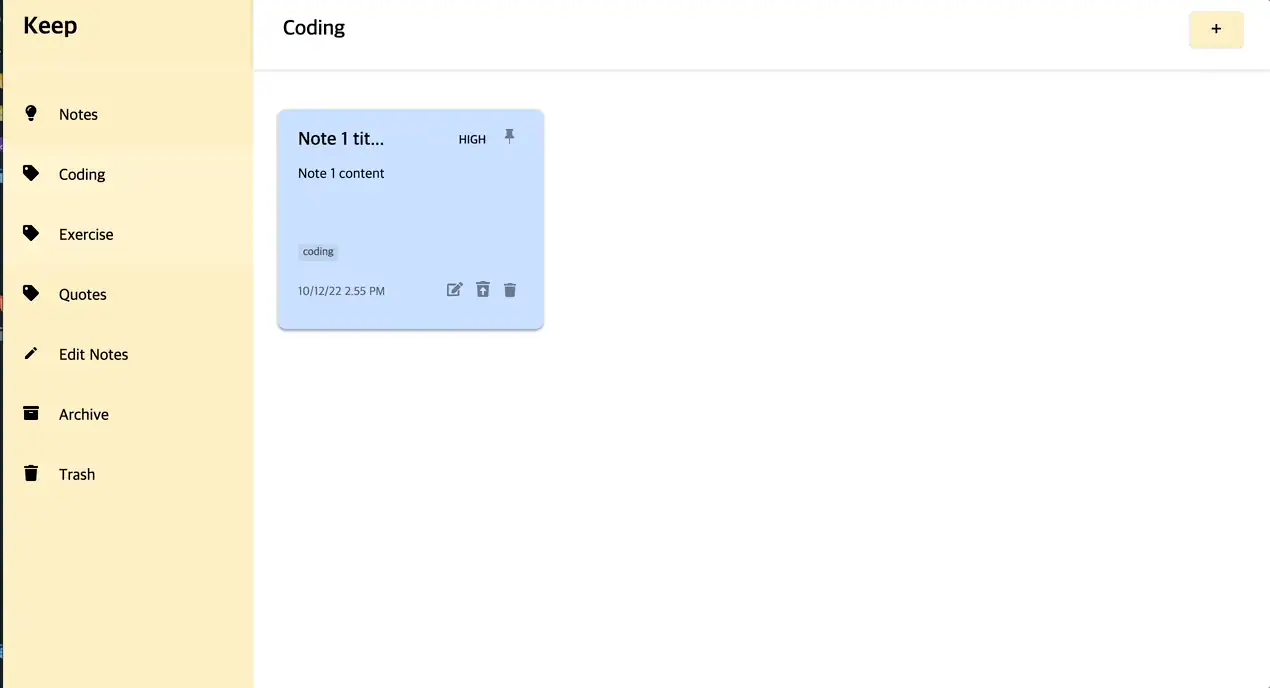 Keep
Notes
Coding
Exercise
Quotes
Edit Notes
Archive
Trash
Coding
+
Note 1 tit... HIGH
Note 1 content
coding
10/12/22 2.55 PM